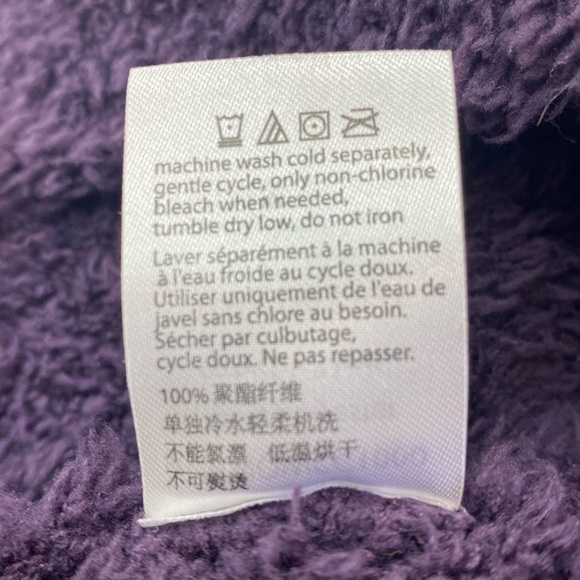 machine wash cold separately,
gentle cycle, only non-chlorine
bleach when needed,
tumble dry low, do not iron
Laver séparément à la machine
à l'eau froide au cycle doux.
Utiliser uniquement de l'eau de
javel sans chlore au besoin.
Sécher par culbutage,
cycle doux. Ne pas repasser.
100% 聚酯纤维
单独冷水轻柔机洗
不能氯漂 低温烘干
不可熨烫